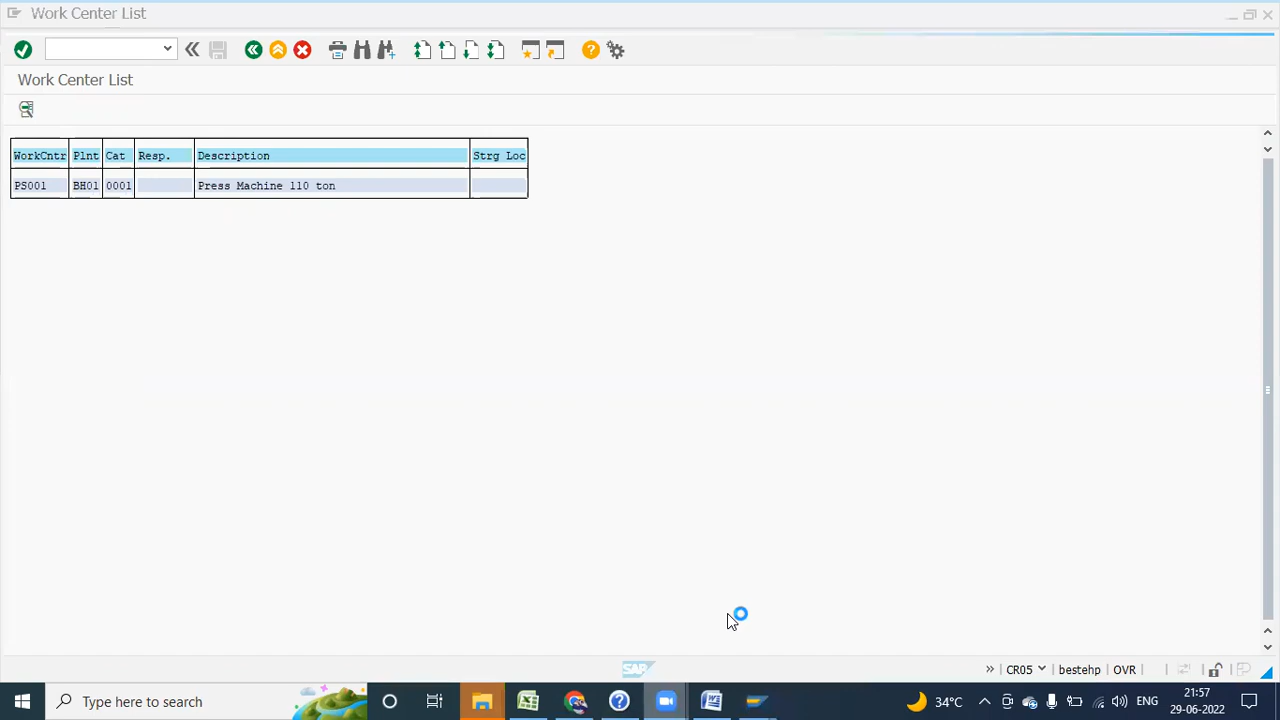 Work Center List
Work Center List
WorkCntr Plnt Cat Resp. Description Strg Loc
PS001 BH01 0001 Press Machine 110 ton
SAP
CR05 bestehp OVR
Type here to search
34°C
ENG
21:57
29-06-2022